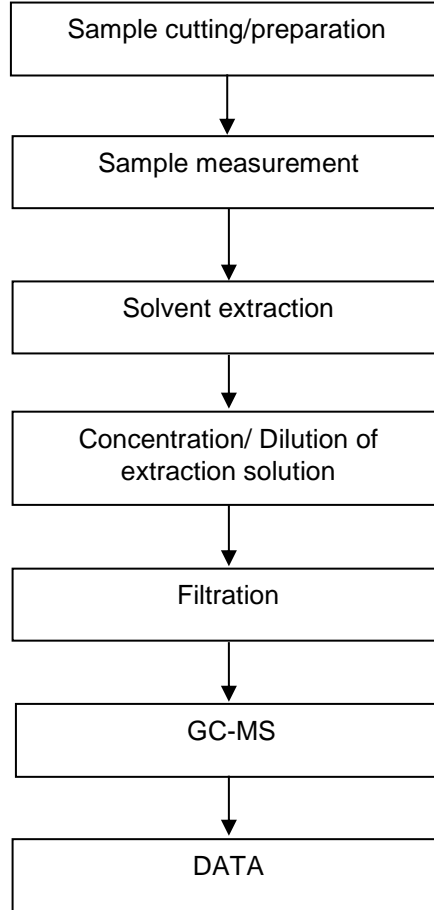 Sample cutting/preparation
Sample measurement
Solvent extraction
Concentration/ Dilution of
extraction solution
Filtration
GC-MS
DATA